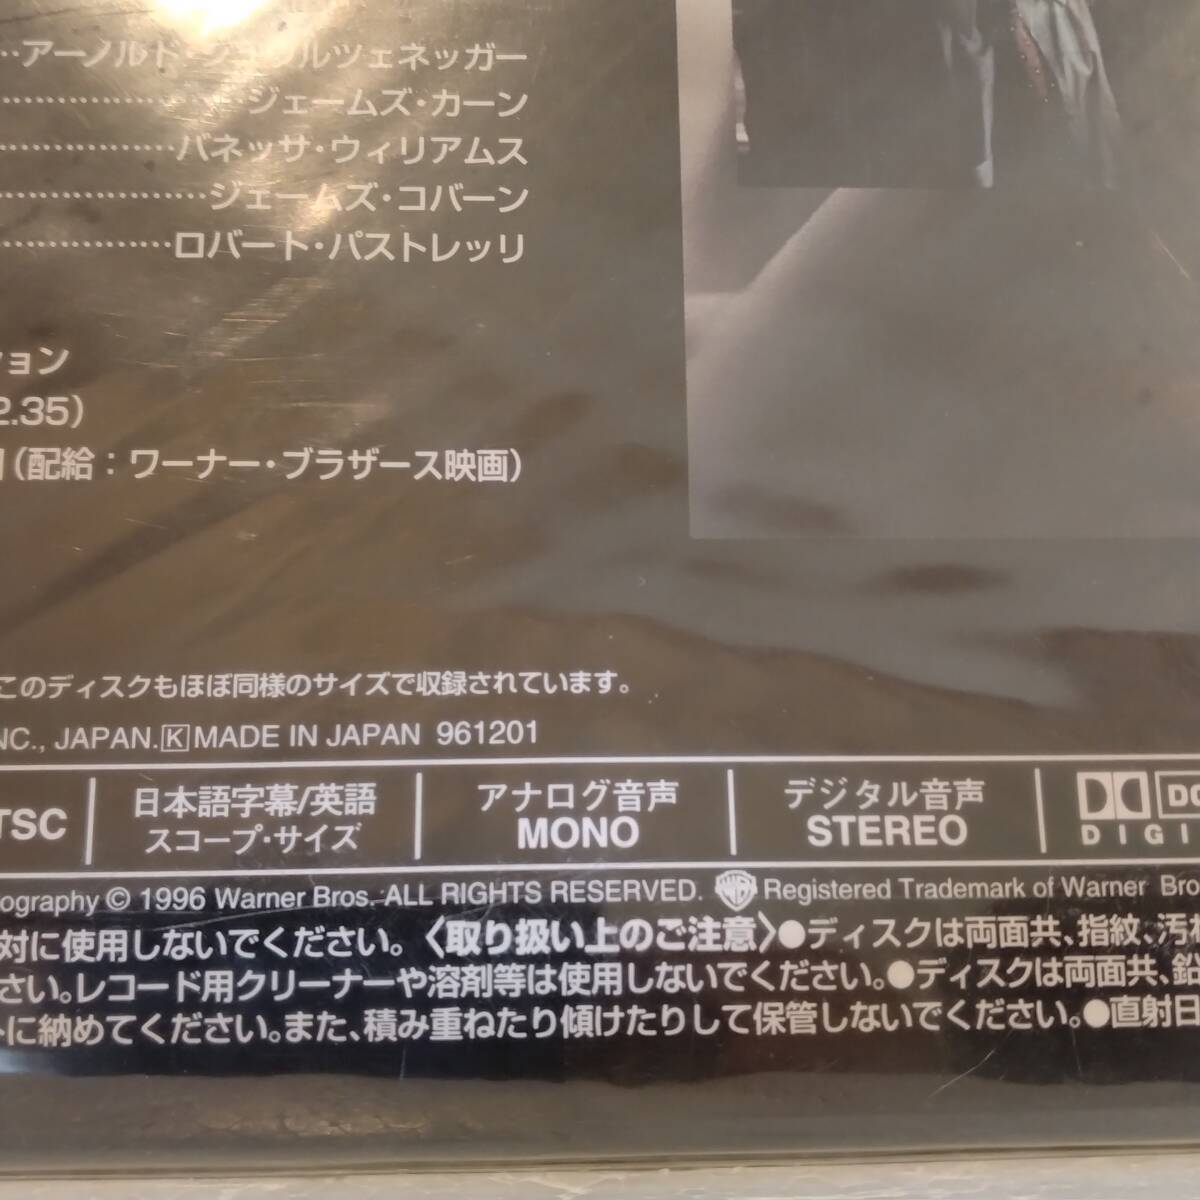 アーノルド・シュワルツェネッガー
ジェームズ・カーン
バネッサ・ウィリアムス
ジェームズ・コバーン
ロバート・パストレッリ
ション
2.35)
(配給：ワーナー・ブラザース映画)
このディスクもほぼ同様のサイズで収録されています。
NC., JAPAN. K MADE IN JAPAN 961201
TSC
日本語字幕/英語
スコープ・サイズ
アナログ音声
MONO
デジタル音声
STEREO
DIGI
ography © 1996 Warner Bros. ALL RIGHTS RESERVED. WB Registered Trademark of Warner Bro
対に使用しないでください。〈取り扱い上のご注意〉●ディスクは両面共、指紋、汚
さい。レコード用クリーナーや溶剤等は使用しないでください。●ディスクは両面共、鉛
トに納めてください。また、積み重ねたり傾けたりして保管しないでください。●直射日